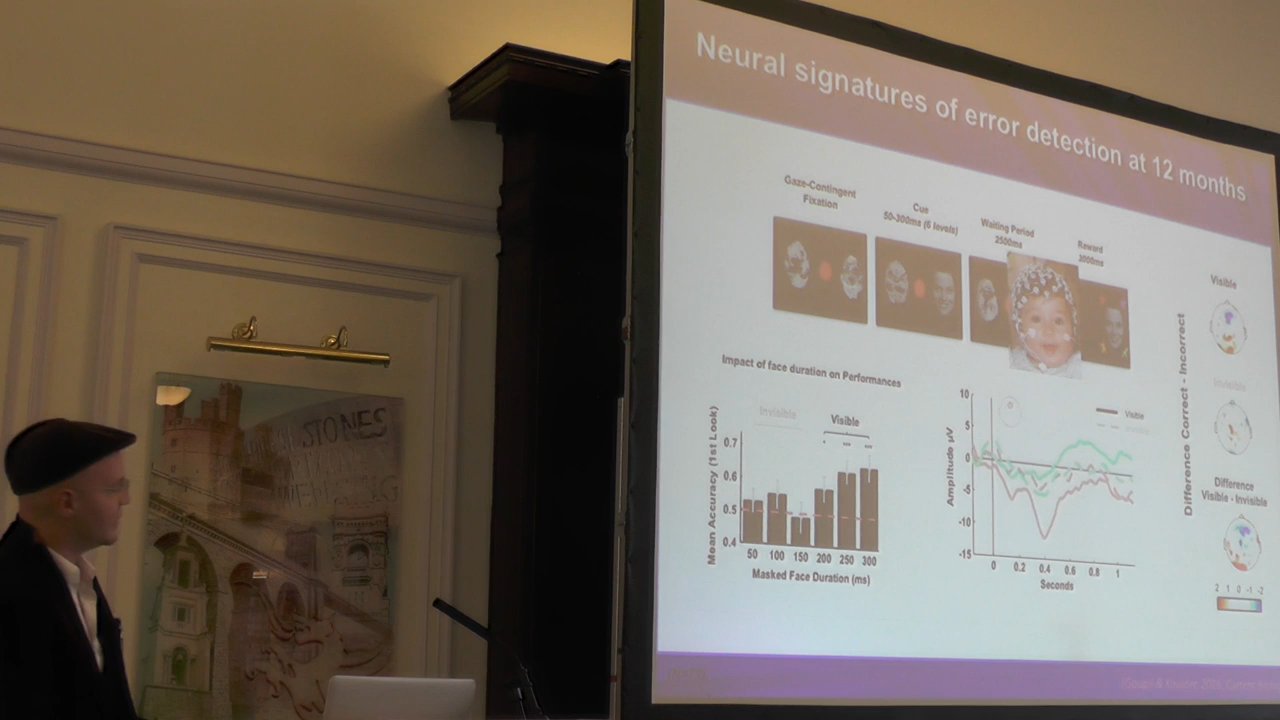 Neural signatures of error detection at 12 months
Gaze-Contingent
Fixation
Cue
50-300ms (6 levels)
Waiting Period
2500ms
Reward
3000ms
Impact of face duration on Performances
Invisible
Visible
Mean Accuracy (1st Look)
0.7
0.6
0.5
0.4
50 100 150 200 250 300
Masked Face Duration (ms)
Amplitude µV
10
5
0
-5
-10
-15
0 0.2 0.4 0.6 0.8 1
Seconds
Visible
Difference Correct - Incorrect
Visible
Invisible
Difference
Visible - Invisible
2 1 0 -1 -2
STONES